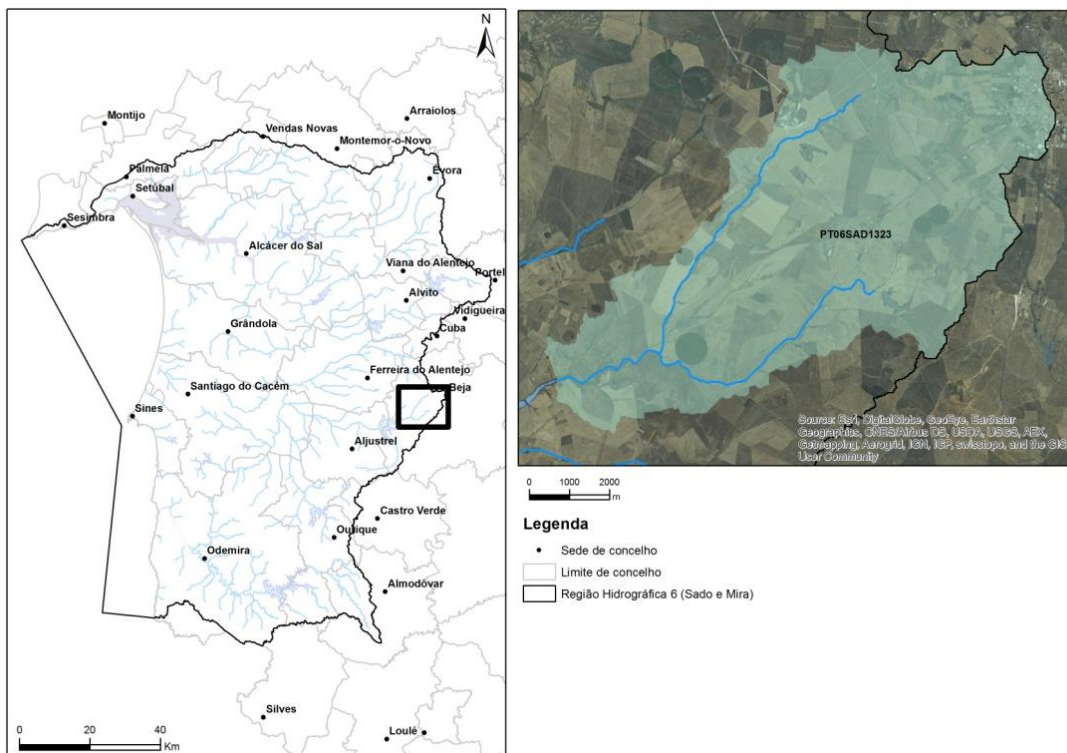 N
Montijo
Arraiolos
Vendas Novas
Montemor-o-Novo
Palmela
Évora
Setúbal
Sesimbra
Alcácer do Sal
Viana do Alentejo
Portel
Alvito
Vidigueira
Grândola
Cuba
Ferreira do Alentejo
Santiago do Cacém
Beja
Sines
Aljustrel
Castro Verde
Ourique
Odemira
Almodôvar
Silves
Loulé
0 20 40
Km
PT06SAD1323
Source: Esri, DigitalGlobe, GeoEye, Earthstar
Geographics, CNES/Airbus DS, USDA, USGS, AEX,
Getmapping, Aerogrid, IGN, IGP, swisstopo, and the GIS
User Community
0 1000 2000
m
Legenda
Sede de concelho
Limite de concelho
Região Hidrográfica 6 (Sado e Mira)